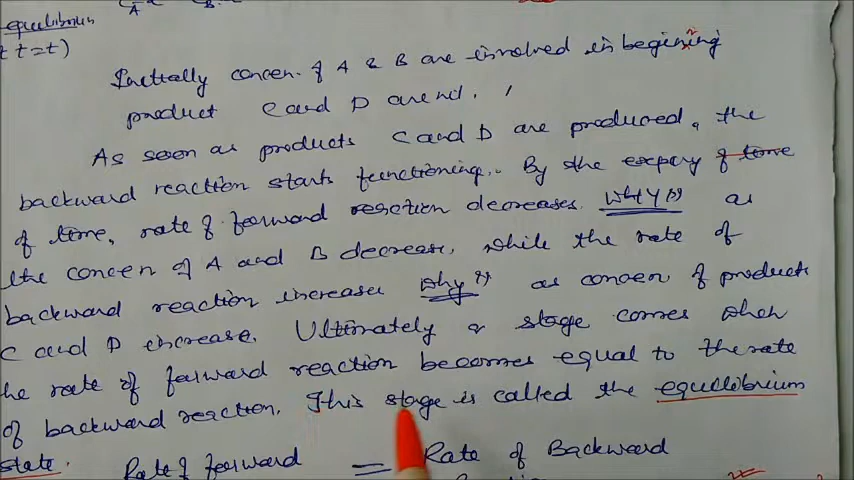 equilibrium
t t=t)
A B
Initially concen. of A & B are involved in begining
product C and D are nil.
As soon as products C and D are produced, the
backward reaction starts functioning. By the expiry of time
of time, rate of forward reaction decreases. Why as
the concen of A and B decrease, while the rate of
backward reaction increases why as concen of products
C and D increase. Ultimately a stage comes when
he rate of forward reaction becomes equal to the rate
of backward reaction. This stage is called the equilibrium
state. Rate of forward = Rate of Backward